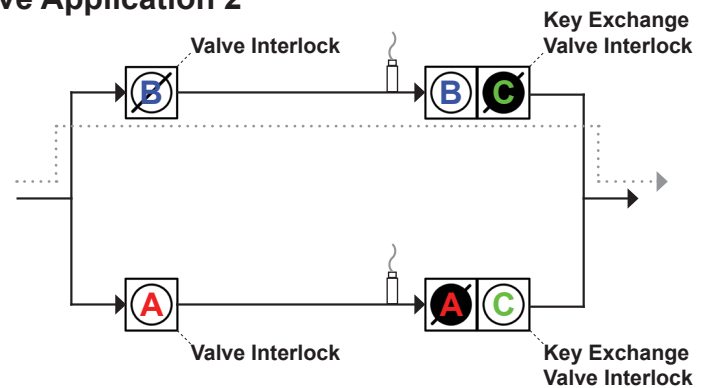 ve Application 2
Valve Interlock
Key Exchange
Valve Interlock
B
B C
A
A C
Valve Interlock
Key Exchange
Valve Interlock